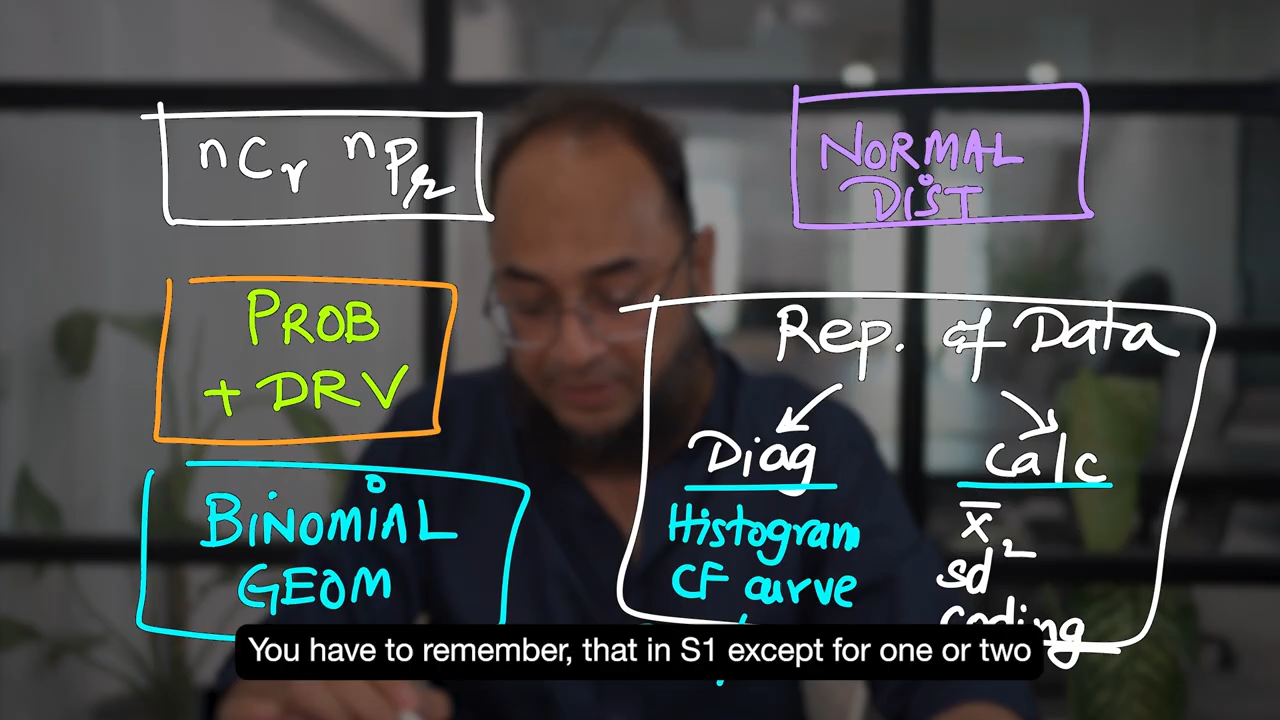 nCr nPr
NORMAL
DIST
PROB
+ DRV
Rep. of Data
Diag
Calc
Histogram
CF curve
x̄
sd²
coding
BINOMIAL
GEOM
You have to remember, that in S1 except for one or two